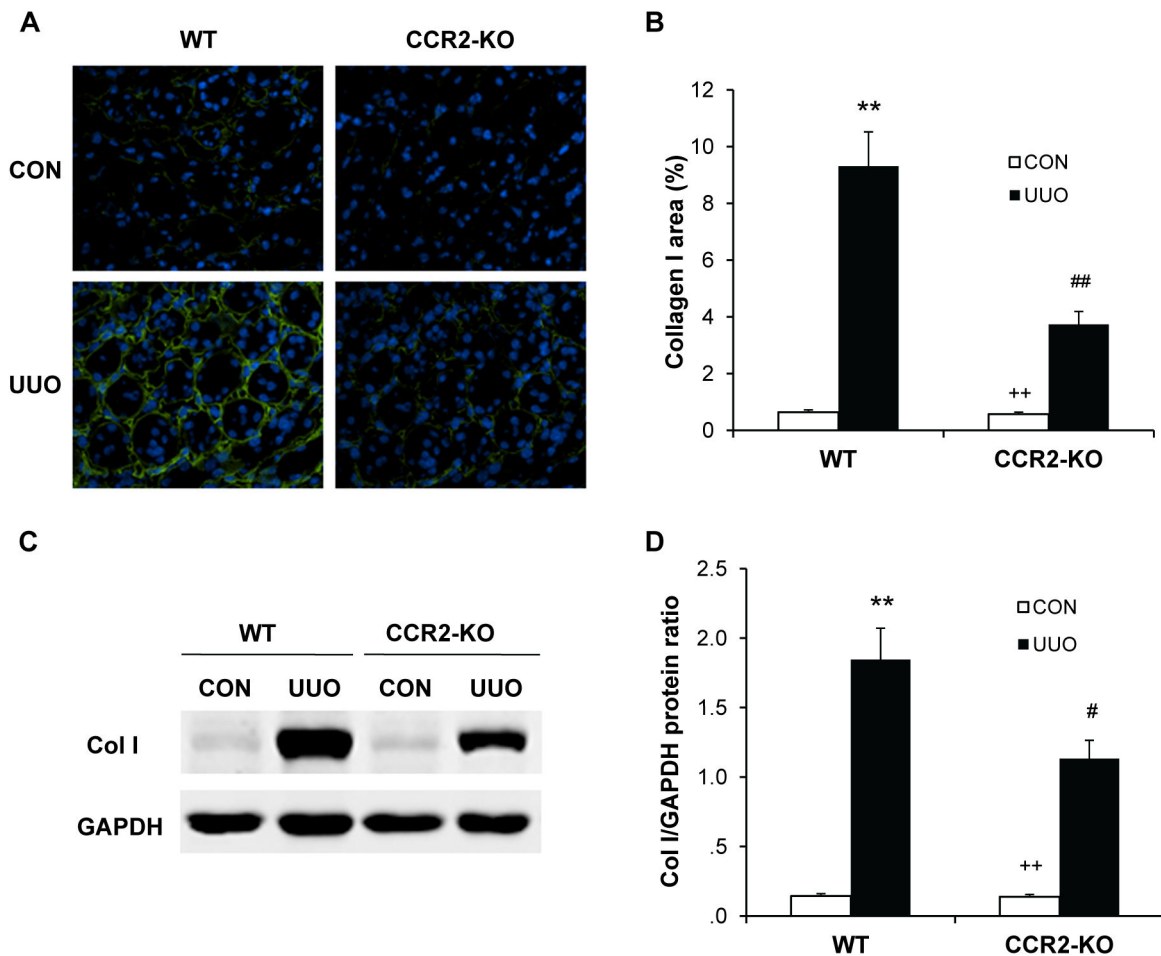 A
WT
CCR2-KO
CON
UUO
B
12
10
8
6
4
2
0
Collagen I area (%)
**
##
++
CON
UUO
WT
CCR2-KO
C
WT
CCR2-KO
CON
UUO
CON
UUO
Col I
GAPDH
D
2.5
2.0
1.5
1.0
.5
.0
Col I/GAPDH protein ratio
**
#
++
CON
UUO
WT
CCR2-KO